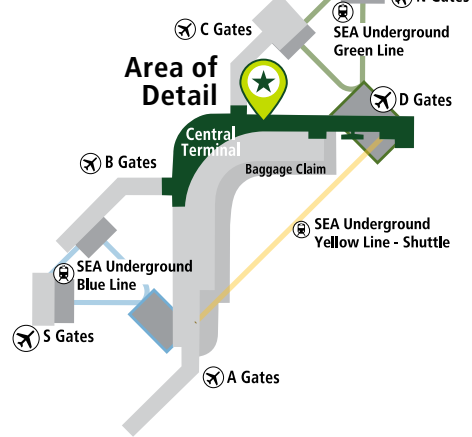 N Gates
C Gates
SEA Underground
Green Line
Area of
Detail
D Gates
Central
Terminal
B Gates
Baggage Claim
SEA Underground
Yellow Line - Shuttle
SEA Underground
Blue Line
S Gates
A Gates